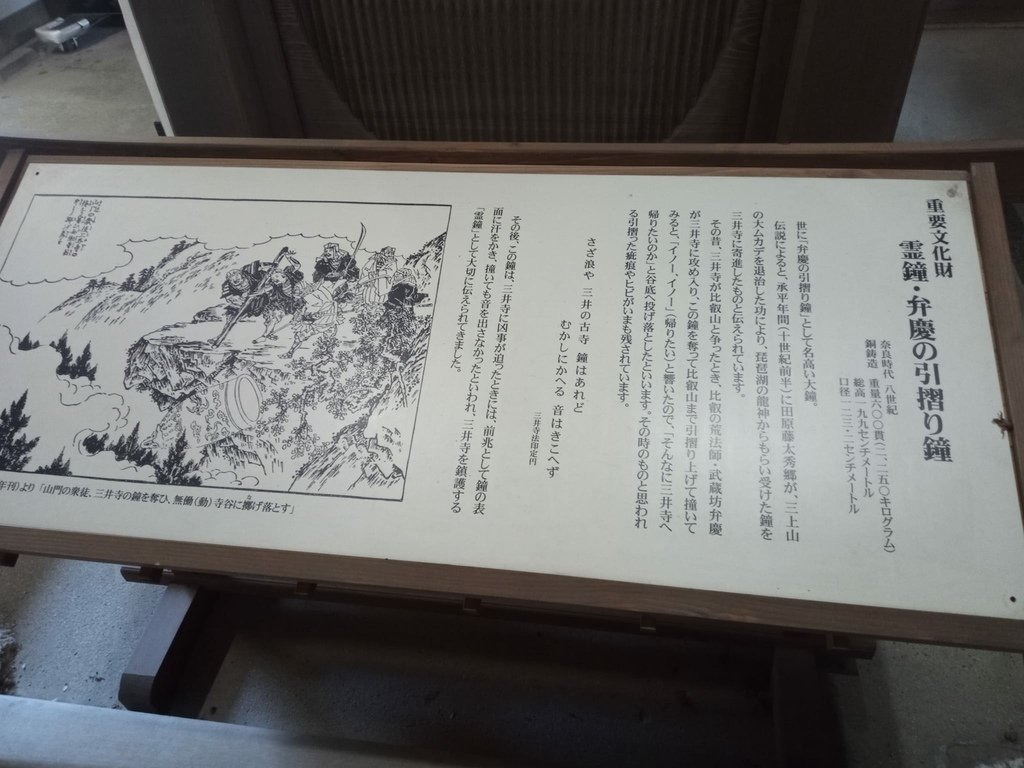 重要文化財
霊鐘・弁慶の引摺り鐘
奈良時代 八世紀
銅鋳造 重量六〇〇貫(二、二五〇キログラム)
総高一九九センチメートル
口径一二三・二センチメートル
世に「弁慶の引摺り鐘」として名高い大鐘。
伝説によると、承平年間(十世紀前半)に田原藤太秀郷が、三上山
の大ムカデを退治した功により、琵琶湖の龍神からもらい受けた鐘を
三井寺に寄進したものと伝えられています。
その昔、三井寺が比叡山と争ったとき、比叡の荒法師・武蔵坊弁慶
が三井寺に攻め入り、この鐘を奪って比叡山まで引摺り上げて撞いて
みると、「イノー、イノー」(帰りたい)と響いたので、「そんなに三井寺へ
帰りたいのか」と谷底へ投げ落としたといいます。その時のものと思われ
る引摺った疵痕やヒビがいまも残されています。
さざ浪や 三井の古寺 鐘はあれど
むかしにかへる 音はきこへず
三井寺法印定円
その後、この鐘は、三井寺に凶事が迫ったときには、前兆として鐘の表
面に汗をかき、撞いても音を出さなかったといわれ、三井寺を鎮護する
「霊鐘」として大切に伝えられてきました。
年刊)より「山門の衆徒、三井寺の鐘を奪ひ、無働(動)寺谷に擲げ落とす」